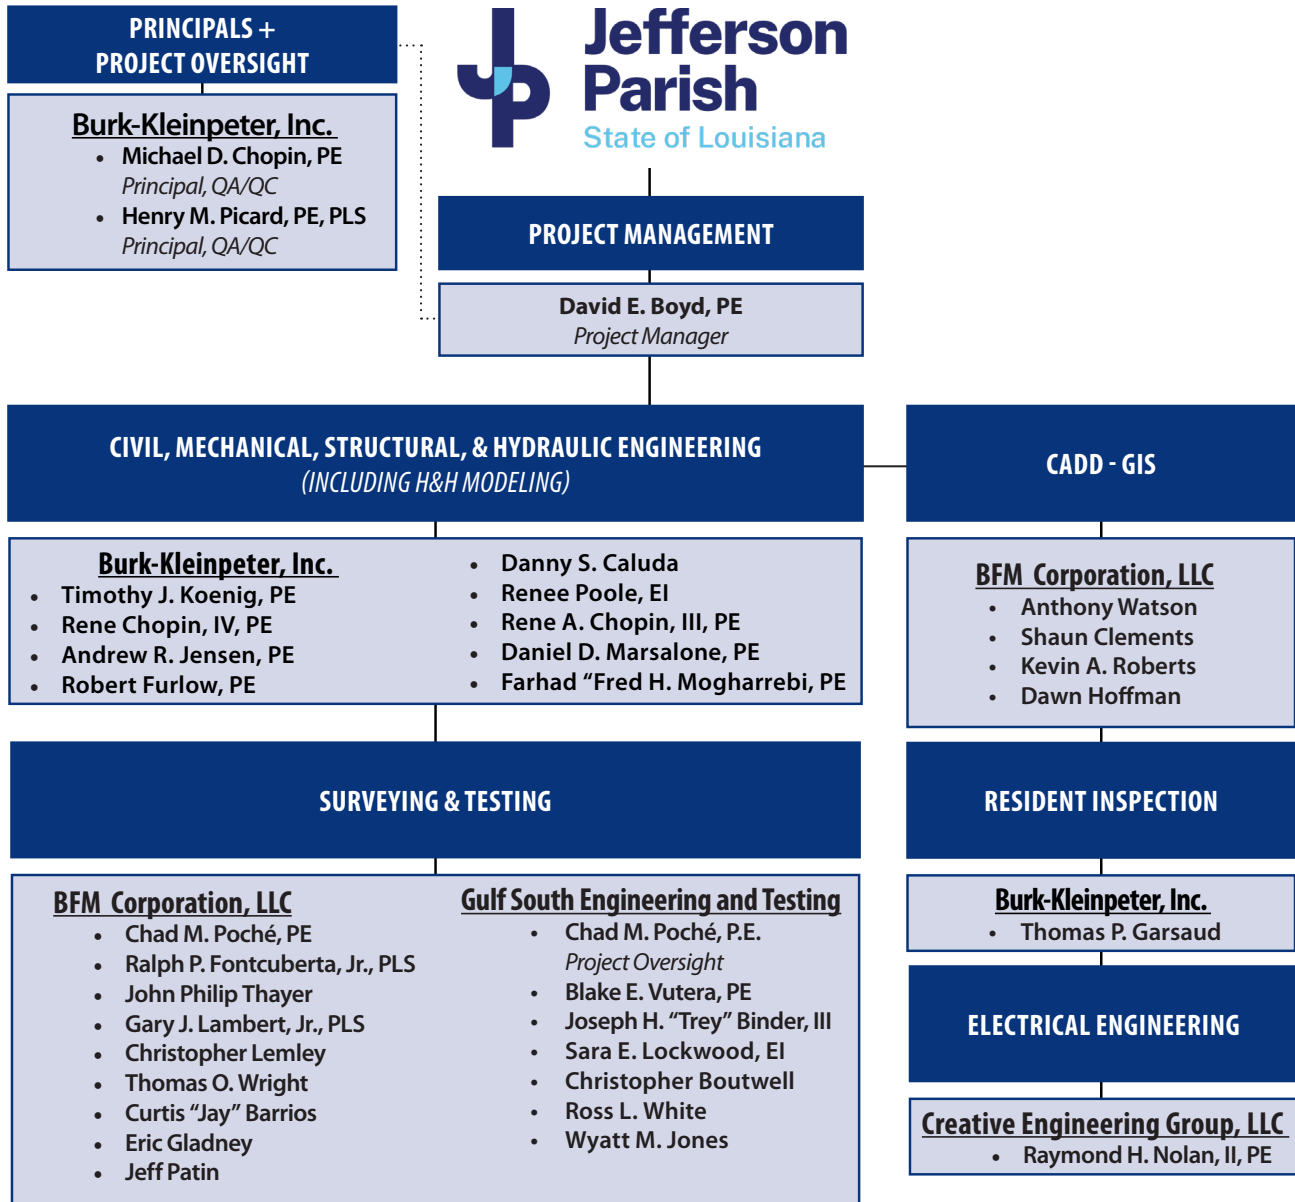 PRINCIPALS +
PROJECT OVERSIGHT
Burk-Kleinpeter, Inc.
• Michael D. Chopin, PE
Principal, QA/QC
• Henry M. Picard, PE, PLS
Principal, QA/QC
Jefferson
Parish
State of Louisiana
PROJECT MANAGEMENT
David E. Boyd, PE
Project Manager
CIVIL, MECHANICAL, STRUCTURAL, & HYDRAULIC ENGINEERING
(INCLUDING H&H MODELING)
Burk-Kleinpeter, Inc.
• Timothy J. Koenig, PE
• Rene Chopin, IV, PE
• Andrew R. Jensen, PE
• Robert Furlow, PE
• Danny S. Caluda
• Renee Poole, EI
• Rene A. Chopin, III, PE
• Daniel D. Marsalone, PE
• Farhad “Fred H. Mogharrebi, PE
CADD - GIS
BFM Corporation, LLC
• Anthony Watson
• Shaun Clements
• Kevin A. Roberts
• Dawn Hoffman
SURVEYING & TESTING
BFM Corporation, LLC
• Chad M. Poché, PE
• Ralph P. Fontcuberta, Jr., PLS
• John Philip Thayer
• Gary J. Lambert, Jr., PLS
• Christopher Lemley
• Thomas O. Wright
• Curtis “Jay” Barrios
• Eric Gladney
• Jeff Patin
Gulf South Engineering and Testing
• Chad M. Poché, P.E.
Project Oversight
• Blake E. Vutera, PE
• Joseph H. “Trey” Binder, III
• Sara E. Lockwood, EI
• Christopher Boutwell
• Ross L. White
• Wyatt M. Jones
RESIDENT INSPECTION
Burk-Kleinpeter, Inc.
• Thomas P. Garsaud
ELECTRICAL ENGINEERING
Creative Engineering Group, LLC
• Raymond H. Nolan, II, PE